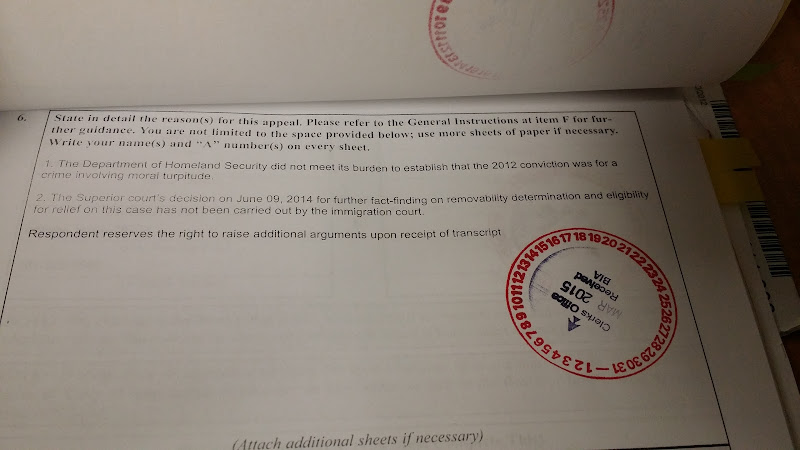 6.
State in detail the reason(s) for this appeal. Please refer to the General Instructions at item F for fur-
ther guidance. You are not limited to the space provided below; use more sheets of paper if necessary.
Write your name(s) and "A" number(s) on every sheet.
1. The Department of Homeland Security did not meet its burden to establish that the 2012 conviction was for a
crime involving moral turpitude.
2. The Superior court's decision on June 09, 2014 for further fact-finding on removability determination and eligibility
for relief on this case has not been carried out by the immigration court.
Respondent reserves the right to raise additional arguments upon receipt of transcript
1 2 3 4 5 6 7 8 9 10 11 12 13 14 15 16 17 18 19 20 21 22 23 24 25 26 27 28 29 30 31
Clerks Office
MAR 2015
Received
BIA
(Attach additional sheets if necessary)